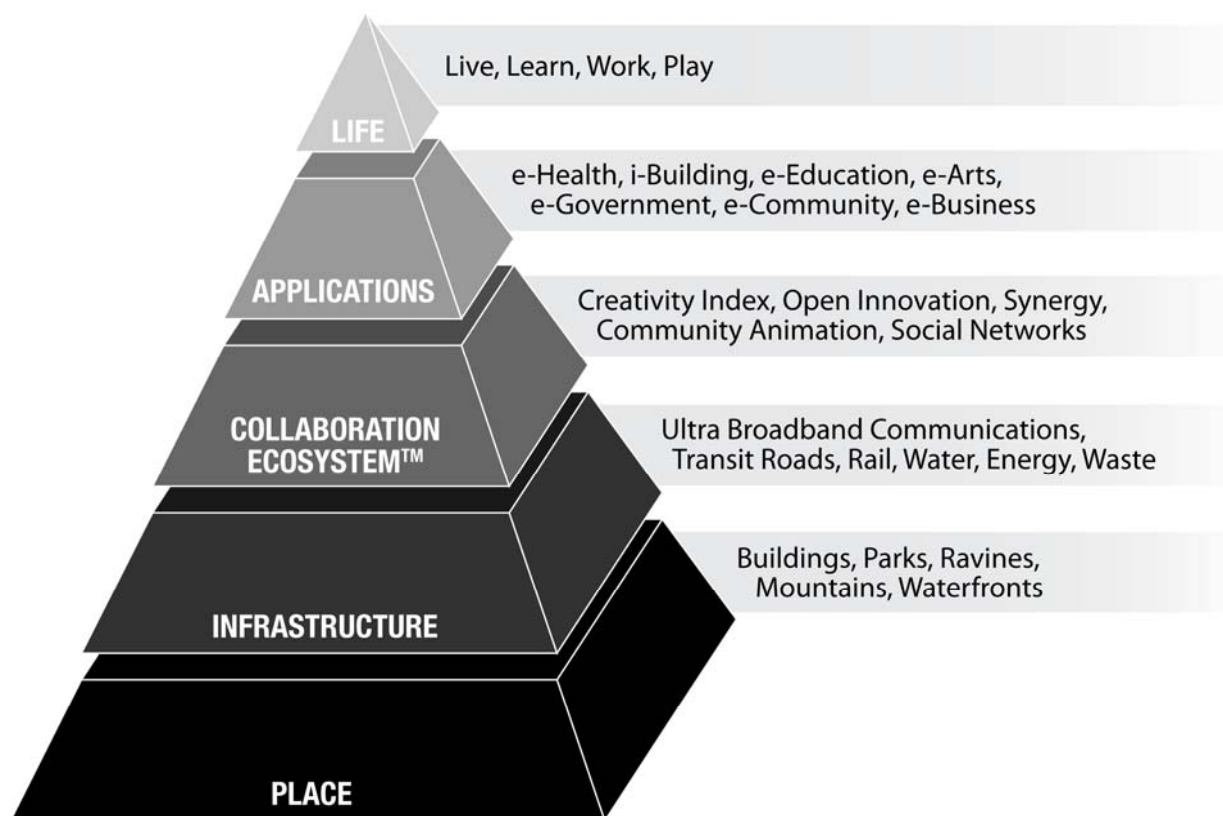 Live, Learn, Work, Play
LIFE
e-Health, i-Building, e-Education, e-Arts,
e-Government, e-Community, e-Business
APPLICATIONS
Creativity Index, Open Innovation, Synergy,
Community Animation, Social Networks
COLLABORATION
ECOSYSTEM™
Ultra Broadband Communications,
Transit Roads, Rail, Water, Energy, Waste
INFRASTRUCTURE
Buildings, Parks, Ravines,
Mountains, Waterfronts
PLACE